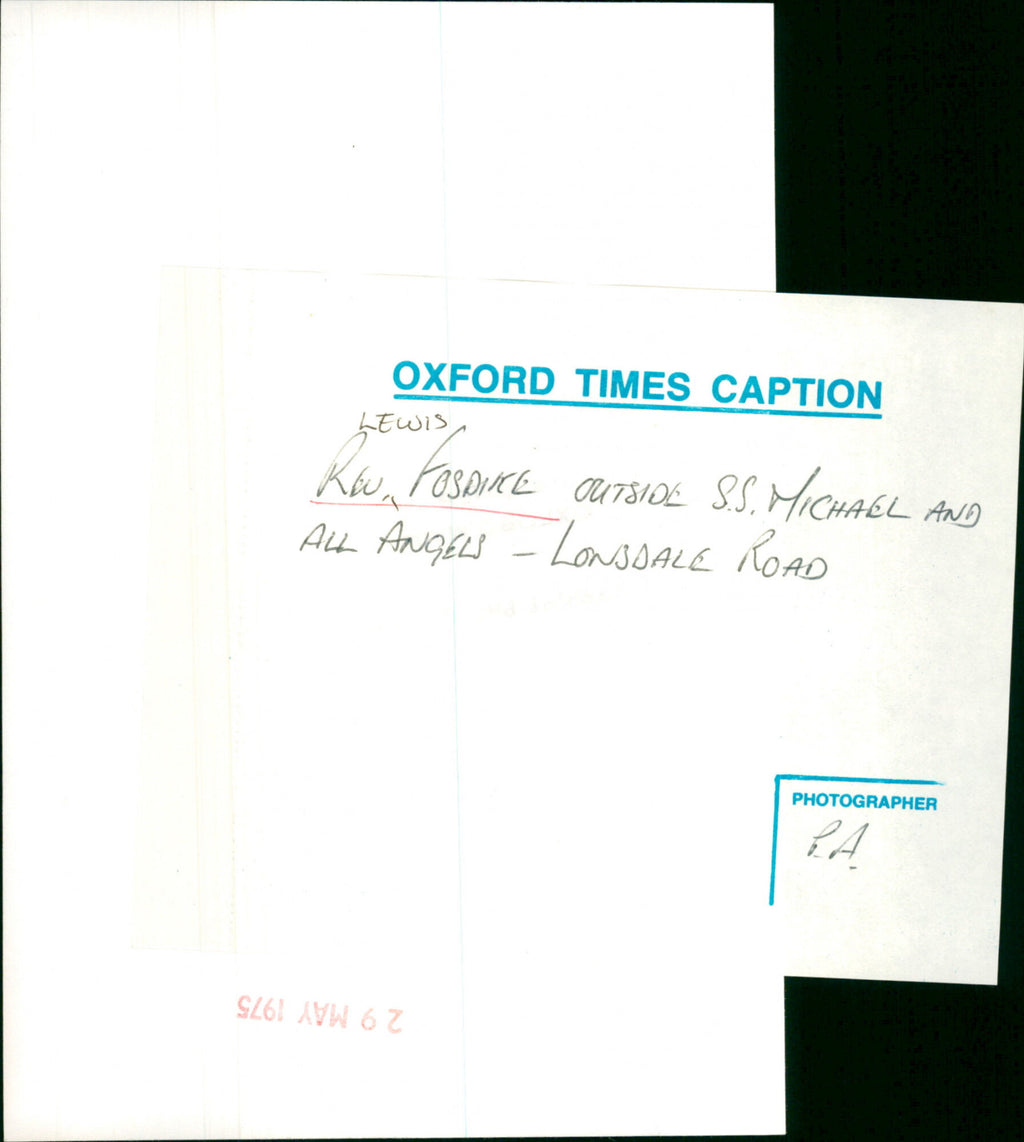 OXFORD TIMES CAPTION
LEWIS
REV. FOSDIKE OUTSIDE S.S. MICHAEL AND
ALL ANGELS – LONSDALE ROAD
PHOTOGRAPHER
P.A.
29 MAY 1975